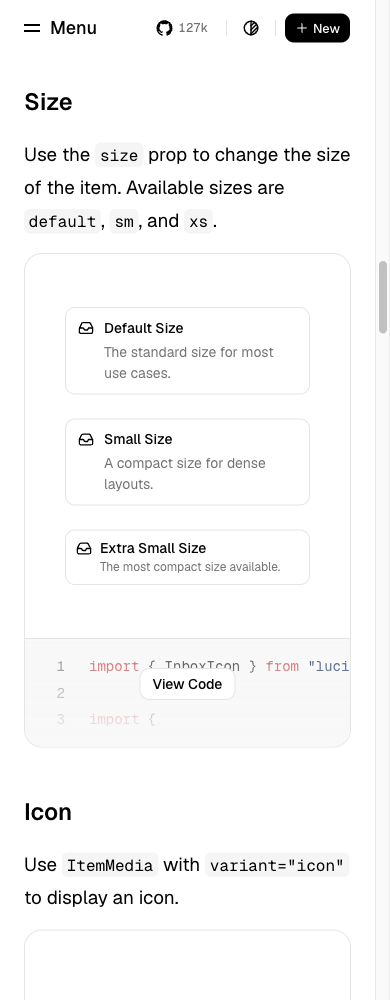 Menu 127k New
Size
Use the size prop to change the size
of the item. Available sizes are
default, sm, and xs.
Default Size
The standard size for most
use cases.
Small Size
A compact size for dense
layouts.
Extra Small Size
The most compact size available.
1 import { InboxIcon } from "luci
View Code
2
3 import {
Icon
Use ItemMedia with variant="icon"
to display an icon.